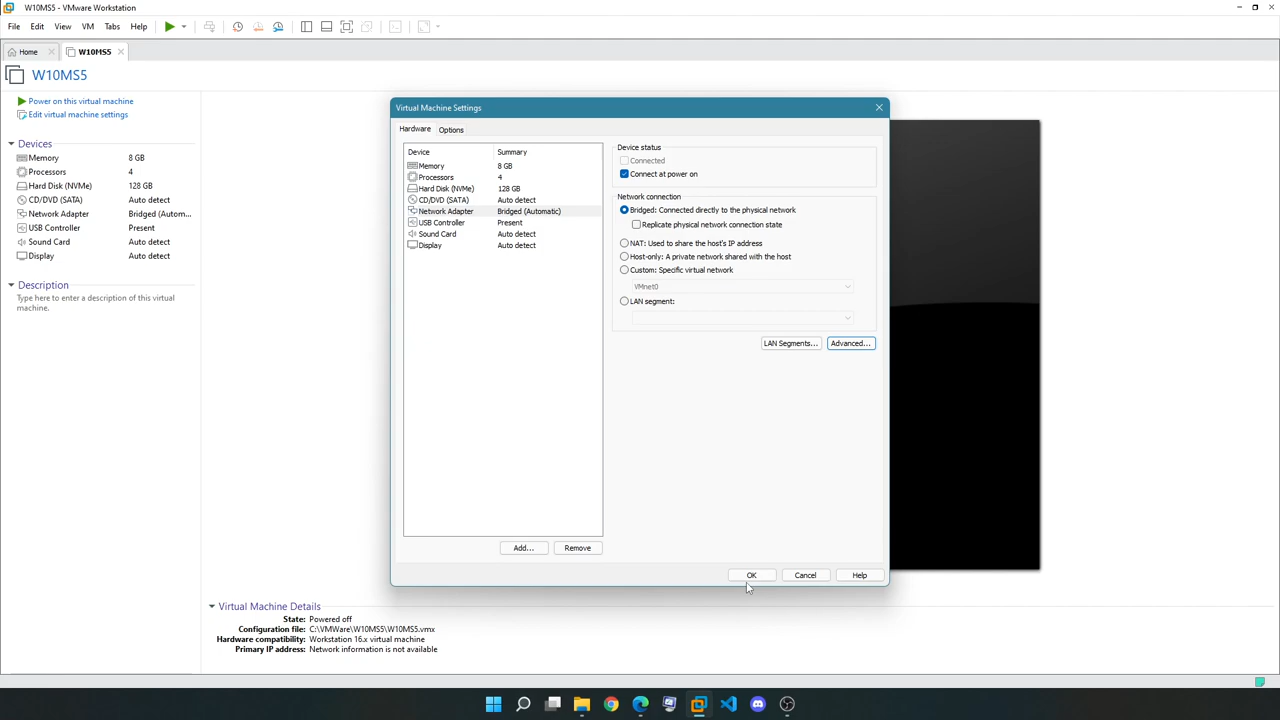 W10MS5 - VMware Workstation
File Edit View VM Tabs Help
Home W10MS5
W10MS5
Power on this virtual machine
Edit virtual machine settings
Devices
Memory 8 GB
Processors 4
Hard Disk (NVMe) 128 GB
CD/DVD (SATA) Auto detect
Network Adapter Bridged (Autom...
USB Controller Present
Sound Card Auto detect
Display Auto detect
Description
Type here to enter a description of this virtual
machine.
Virtual Machine Settings
Hardware Options
Device Summary
Memory 8 GB
Processors 4
Hard Disk (NVMe) 128 GB
CD/DVD (SATA) Auto detect
Network Adapter Bridged (Automatic)
USB Controller Present
Sound Card Auto detect
Display Auto detect
Add... Remove
Device status
Connected
Connect at power on
Network connection
Bridged: Connected directly to the physical network
Replicate physical network connection state
NAT: Used to share the host's IP address
Host-only: A private network shared with the host
Custom: Specific virtual network
VMnet0
LAN segment:
LAN Segments... Advanced...
OK Cancel Help
Virtual Machine Details
State: Powered off
Configuration file: C:\VMWare\W10MS5\W10MS5.vmx
Hardware compatibility: Workstation 16.x virtual machine
Primary IP address: Network information is not available